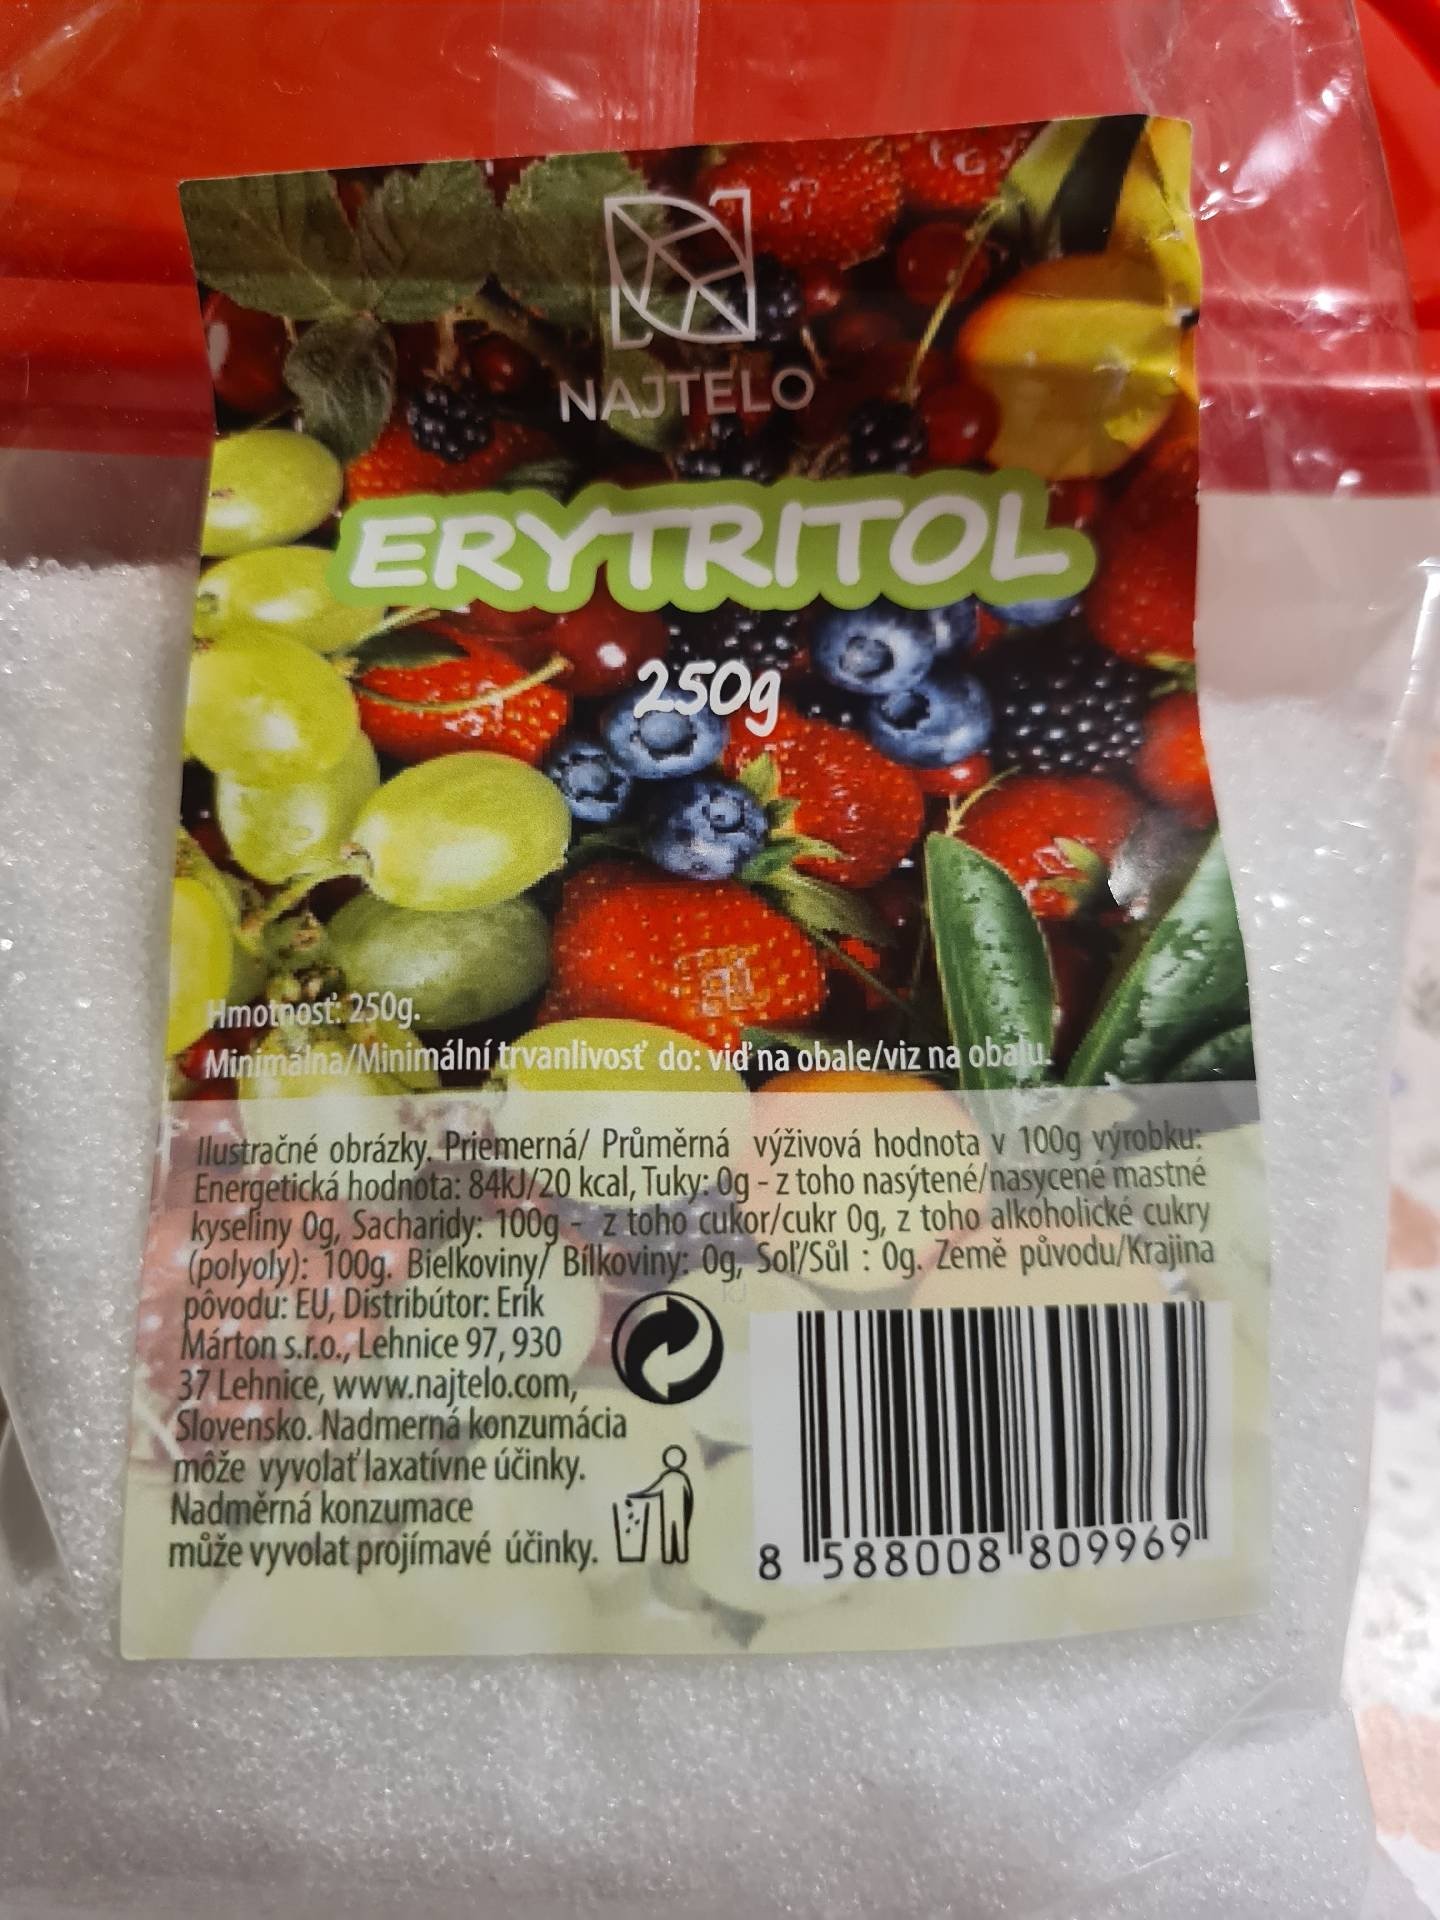 NAJTELO
ERYTRITOL
250g
Hmotnosť: 250g.
Minimálna/Minimální trvanlivosť do: viď na obale/viz na obalu.
Ilustračné obrázky. Priemerná/ Průměrná výživová hodnota v 100g výrobku:
Energetická hodnota: 84kJ/20 kcal, Tuky: 0g - z toho nasýtené/nasycené mastné
kyseliny 0g, Sacharidy: 100g - z toho cukor/cukr 0g, z toho alkoholické cukry
(polyoly): 100g. Bielkoviny/ Bílkoviny: 0g, Soľ/Sůl : 0g. Země původu/Krajina
pôvodu: EU, Distribútor: Erik
Márton s.r.o., Lehnice 97, 930
37 Lehnice, www.najtelo.com,
Slovensko. Nadmerná konzumácia
môže vyvolať laxatívne účinky.
Nadměrná konzumace
může vyvolat projímavé účinky.
8 588008 809969